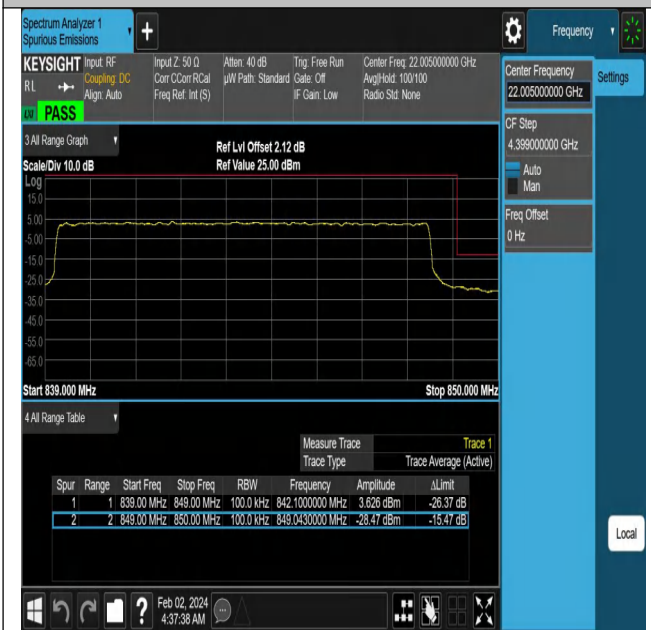 Spectrum Analyzer 1
Spurious Emissions
+
Frequency
KEYSIGHT
RL
Input: RF
Coupling: DC
Align: Auto
Input Z: 50 Ω
Corr CCorr RCal
Freq Ref: Int (S)
Atten: 40 dB
µW Path: Standard
Trig: Free Run
Gate: Off
IF Gain: Low
Center Freq: 22.005000000 GHz
Avg|Hold: 100/100
Radio Std: None
PASS
Center Frequency
22.005000000 GHz
Settings
CF Step
4.399000000 GHz
Auto
Man
Freq Offset
0 Hz
3 All Range Graph
Scale/Div 10.0 dB
Ref Lvl Offset 2.12 dB
Ref Value 25.00 dBm
Log
15.0
5.00
-5.00
-15.0
-25.0
-35.0
-45.0
-55.0
-65.0
Start 839.000 MHz
Stop 850.000 MHz
4 All Range Table
Measure Trace Trace 1
Trace Type Trace Average (Active)
Spur Range Start Freq Stop Freq RBW Frequency Amplitude ΔLimit
1 1 839.00 MHz 849.00 MHz 100.0 kHz 842.1000000 MHz 3.626 dBm -26.37 dB
2 2 849.00 MHz 850.00 MHz 100.0 kHz 849.0430000 MHz -28.47 dBm -15.47 dB
Local
?
Feb 02, 2024
4:37:38 AM